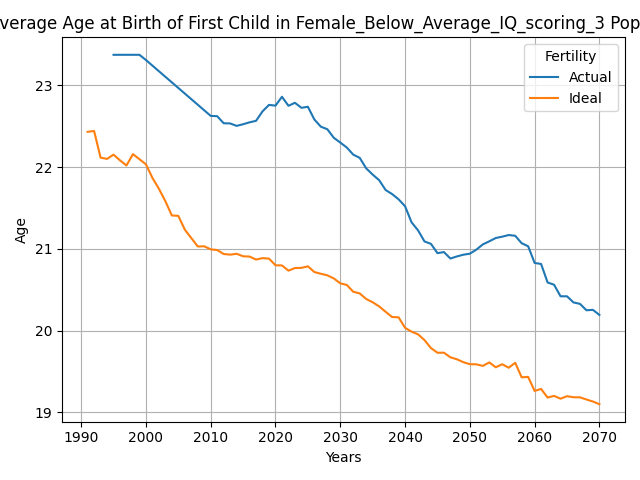 verage Age at Birth of First Child in Female_Below_Average_IQ_scoring_3 Pop
Fertility
Actual
Ideal
23
22
21
20
19
Age
1990 2000 2010 2020 2030 2040 2050 2060 2070
Years